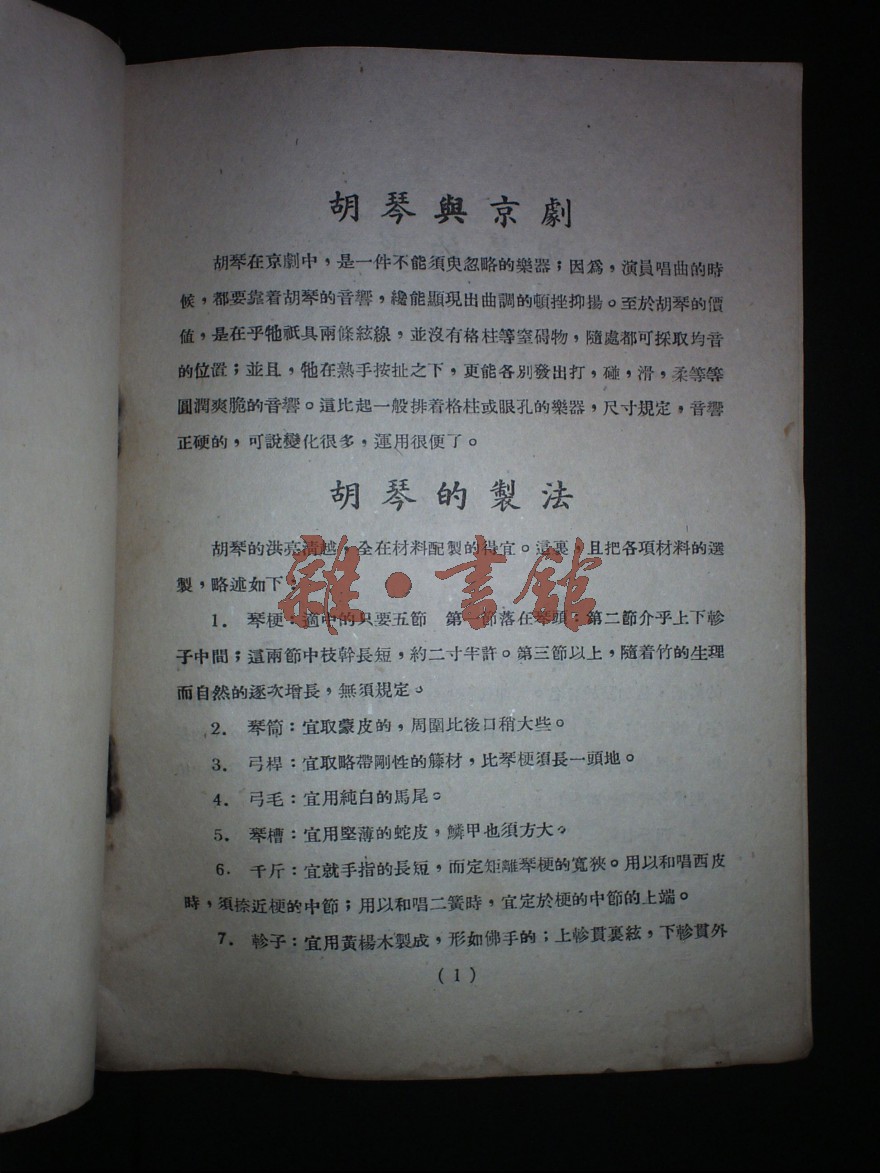 胡琴與京劇
胡琴在京劇中，是一件不能須臾忽略的樂器；因爲，演員唱曲的時
候，都要靠着胡琴的音響，纔能顯現出曲調的頓挫抑揚。至於胡琴的價
値，是在乎牠祇具兩條絃線，並沒有格柱等窒碍物，隨處都可採取均音
的位置；並且，牠在熟手按扯之下，更能各別發出打，碰，滑，柔等等
圓潤爽脆的音響。這比起一般排着格柱或眼孔的樂器，尺寸規定，音響
正硬的，可說變化很多，運用很便了。
胡琴的製法
胡琴的洪亮清越，全在材料配製的得宜。這裏，且把各項材料的選
製，略述如下：
雜·書館
1. 琴梗：適中的只要五節　第一節落在琴頭；第二節介乎上下軫
子中間；這兩節中枝幹長短，約二寸半許。第三節以上，隨着竹的生理
而自然的逐次增長，無須規定。
2. 琴筒：宜取蒙皮的，周圍比後口稍大些。
3. 弓桿：宜取略帶剛性的籐材，比琴梗須長一頭地。
4. 弓毛：宜用純白的馬尾。
5. 琴槽：宜用堅薄的蛇皮，鱗甲也須方大。
6. 千斤：宜就手指的長短，而定矩離琴梗的寬狹。用以和唱西皮
時，須捺近梗的中節；用以和唱二簧時，宜定於梗的中節的上端。
7. 軫子：宜用黃楊木製成，形如佛手的；上軫貫裏絃，下軫貫外
(1)